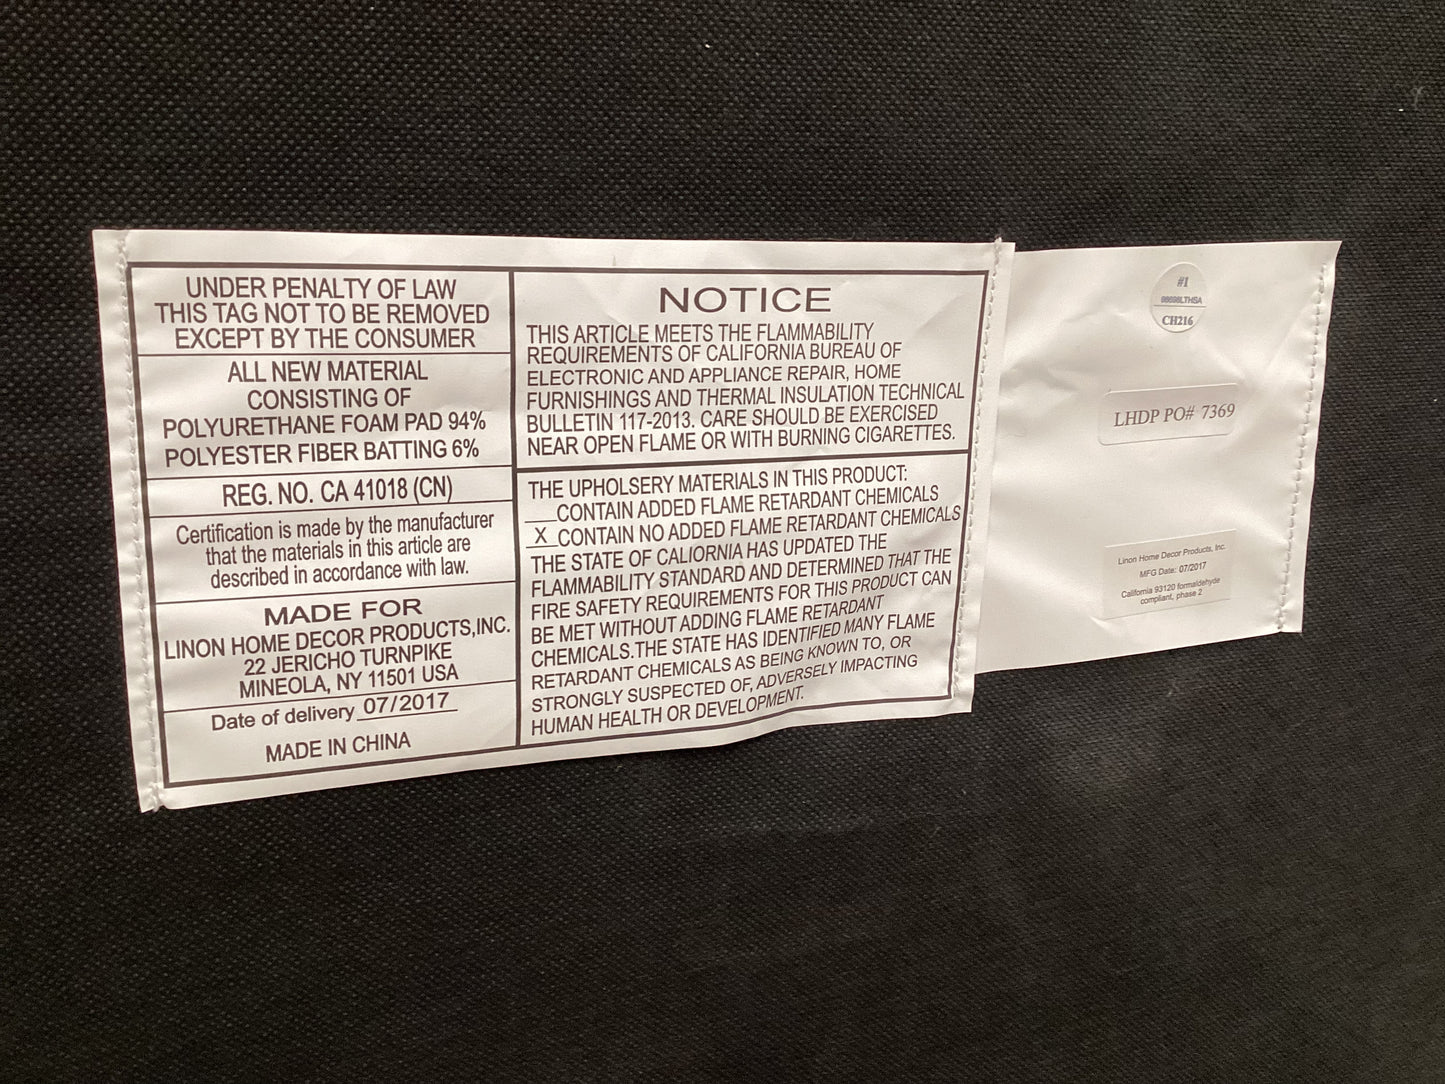 UNDER PENALTY OF LAW
THIS TAG NOT TO BE REMOVED
EXCEPT BY THE CONSUMER
ALL NEW MATERIAL
CONSISTING OF
POLYURETHANE FOAM PAD 94%
POLYESTER FIBER BATTING 6%
REG. NO. CA 41018 (CN)
Certification is made by the manufacturer
that the materials in this article are
described in accordance with law.
MADE FOR
LINON HOME DECOR PRODUCTS,INC.
22 JERICHO TURNPIKE
MINEOLA, NY 11501 USA
Date of delivery 07/2017
MADE IN CHINA
NOTICE
THIS ARTICLE MEETS THE FLAMMABILITY
REQUIREMENTS OF CALIFORNIA BUREAU OF
ELECTRONIC AND APPLIANCE REPAIR, HOME
FURNISHINGS AND THERMAL INSULATION TECHNICAL
BULLETIN 117-2013. CARE SHOULD BE EXERCISED
NEAR OPEN FLAME OR WITH BURNING CIGARETTES.
THE UPHOLSERY MATERIALS IN THIS PRODUCT:
___CONTAIN ADDED FLAME RETARDANT CHEMICALS
_X_CONTAIN NO ADDED FLAME RETARDANT CHEMICALS
THE STATE OF CALIORNIA HAS UPDATED THE
FLAMMABILITY STANDARD AND DETERMINED THAT THE
FIRE SAFETY REQUIREMENTS FOR THIS PRODUCT CAN
BE MET WITHOUT ADDING FLAME RETARDANT
CHEMICALS.THE STATE HAS IDENTIFIED MANY FLAME
RETARDANT CHEMICALS AS BEING KNOWN TO, OR
STRONGLY SUSPECTED OF, ADVERSELY IMPACTING
HUMAN HEALTH OR DEVELOPMENT.
#1
98698LTHSA
CH216
LHDP PO# 7369
Linon Home Decor Products, Inc.
MFG Date: 07/2017
California 93120 formaldehyde
compliant, phase 2